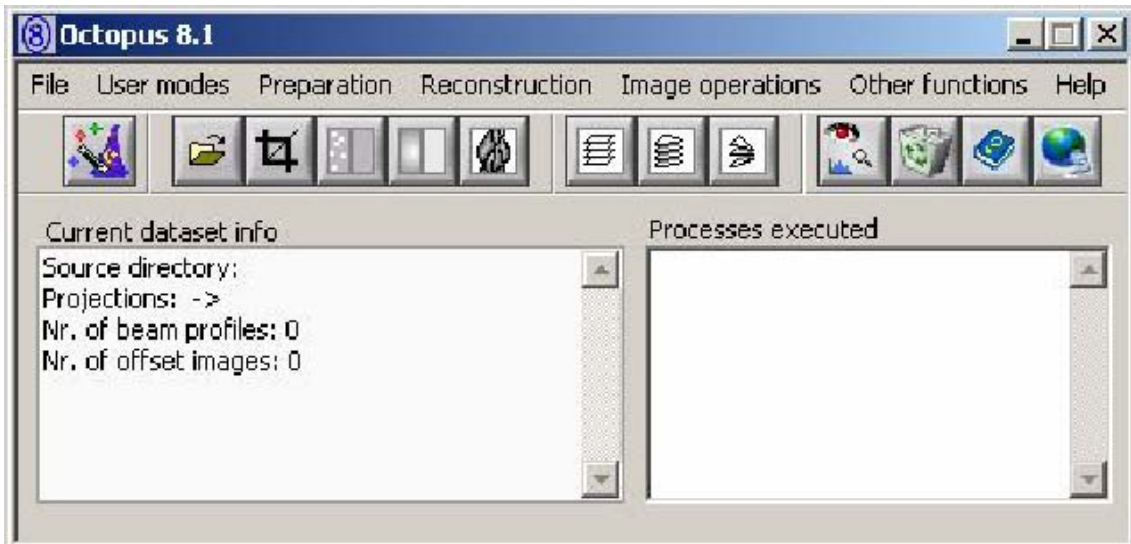 8 Octopus 8.1
File User modes Preparation Reconstruction Image operations Other functions Help
Current dataset info
Source directory:
Projections: ->
Nr. of beam profiles: 0
Nr. of offset images: 0
Processes executed